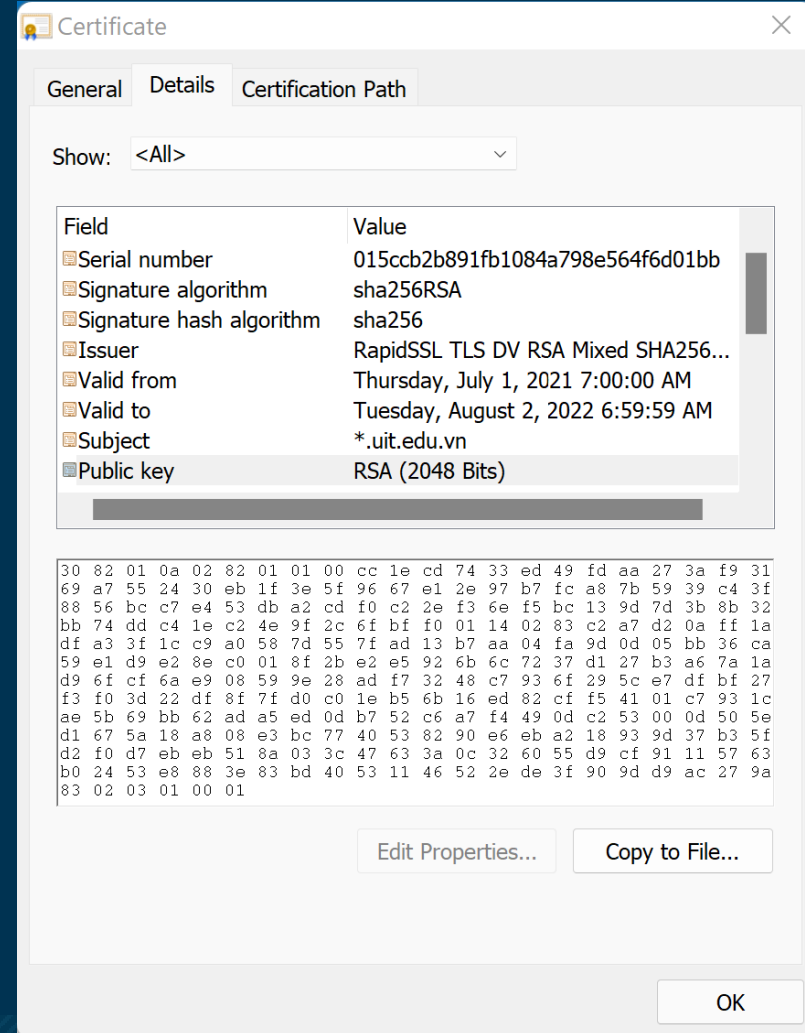 Certificate
General Details Certification Path
Show: <All>
Field Value
Serial number 015ccb2b891fb1084a798e564f6d01bb
Signature algorithm sha256RSA
Signature hash algorithm sha256
Issuer RapidSSL TLS DV RSA Mixed SHA256...
Valid from Thursday, July 1, 2021 7:00:00 AM
Valid to Tuesday, August 2, 2022 6:59:59 AM
Subject *.uit.edu.vn
Public key RSA (2048 Bits)
30 82 01 0a 02 82 01 01 00 cc 1e cd 74 33 ed 49 fd aa 27 3a f9 31
69 a7 55 24 30 eb 1f 3e 5f 96 67 e1 2e 97 b7 fc a8 7b 59 39 c4 3f
88 56 bc c7 e4 53 db a2 cd f0 c2 2e f3 6e f5 bc 13 9d 7d 3b 8b 32
bb 74 dd c4 1e c2 4e 9f 2c 6f bf f0 01 14 02 83 c2 a7 d2 0a ff 1a
df a3 3f 1c c9 a0 58 7d 55 7f ad 13 b7 aa 04 fa 9d 0d 05 bb 36 ca
59 e1 d9 e2 8e c0 01 8f 2b e2 e5 92 6b 6c 72 37 d1 27 b3 a6 7a 1a
d9 6f cf 6a e9 08 59 9e 28 ad f7 32 48 c7 93 6f 29 5c e7 df bf 27
f3 f0 3d 22 df 8f 7f d0 c0 1e b5 6b 16 ed 82 cf f5 41 01 c7 93 1c
ae 5b 69 bb 62 ad a5 ed 0d b7 52 c6 a7 f4 49 0d c2 53 00 0d 50 5e
d1 67 5a 18 a8 08 e3 bc 77 40 53 82 90 e6 eb a2 18 93 9d 37 b3 5f
d2 f0 d7 eb eb 51 8a 03 3c 47 63 3a 0c 32 60 55 d9 cf 91 11 57 63
b0 24 53 e8 88 3e 83 bd 40 53 11 46 52 2e de 3f 90 9d d9 ac 27 9a
83 02 03 01 00 01
Edit Properties... Copy to File...
OK